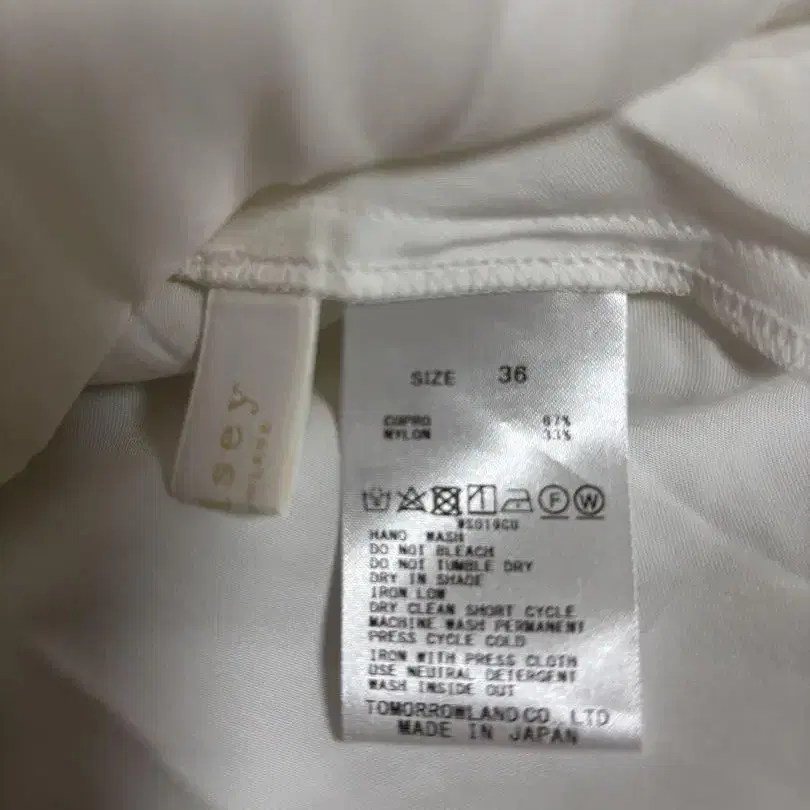 SIZE 36
CUPRO 67%
NYLON 33%
F W
HAND WASH
DO NOT BLEACH
DO NOT TUMBLE DRY
DRY IN SHADE
IRON LOW
DRY CLEAN SHORT CYCLE
MACHINE WASH PERMANENT
PRESS CYCLE COLD
IRON WITH PRESS CLOTH
USE NEUTRAL DETERGENT
WASH INSIDE OUT
TOMORROWLAND CO., LTD
MADE IN JAPAN
sey